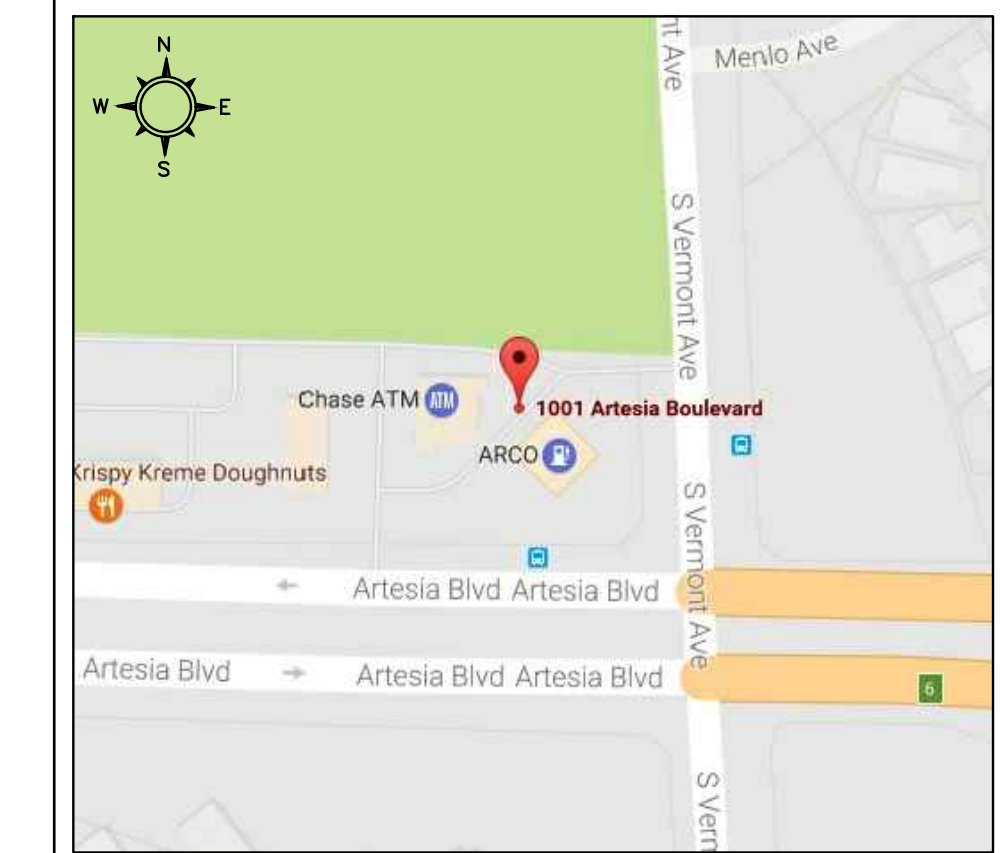 N
W E
S
nt Ave
Menlo Ave
S Vermont Ave
Chase ATM ATM
1001 Artesia Boulevard
ARCO
Krispy Kreme Doughnuts
S Vermont Ave
Artesia Blvd Artesia Blvd
Artesia Blvd Artesia Blvd Artesia Blvd
6
S Verm